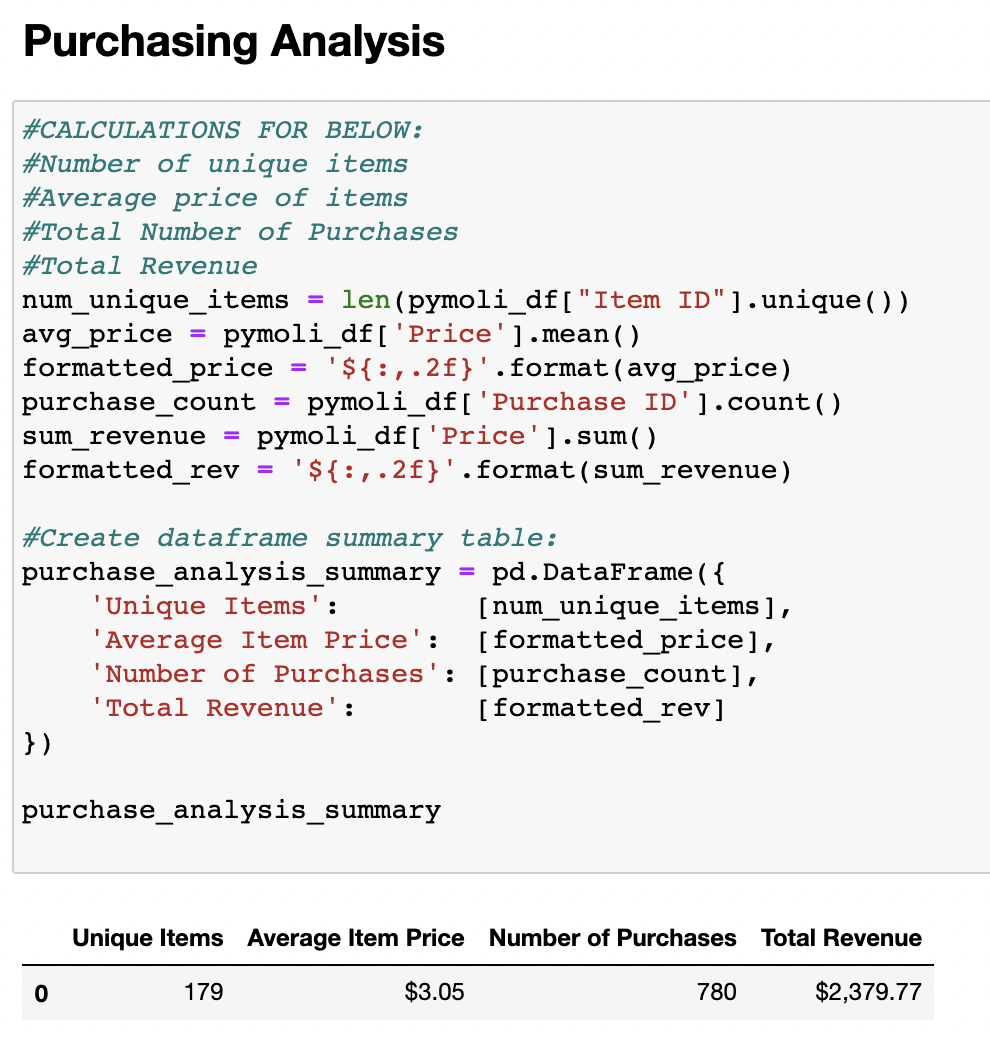 Purchasing Analysis
#CALCULATIONS FOR BELOW:
#Number of unique items
#Average price of items
#Total Number of Purchases
#Total Revenue
num_unique_items = len(pymoli_df["Item ID"].unique())
avg_price = pymoli_df['Price'].mean()
formatted_price = '${:,.2f}'.format(avg_price)
purchase_count = pymoli_df['Purchase ID'].count()
sum_revenue = pymoli_df['Price'].sum()
formatted_rev = '${:,.2f}'.format(sum_revenue)

#Create dataframe summary table:
purchase_analysis_summary = pd.DataFrame({
    'Unique Items':         [num_unique_items],
    'Average Item Price':  [formatted_price],
    'Number of Purchases': [purchase_count],
    'Total Revenue':       [formatted_rev]
})

purchase_analysis_summary

Unique Items Average Item Price Number of Purchases Total Revenue
0 179 $3.05 780 $2,379.77